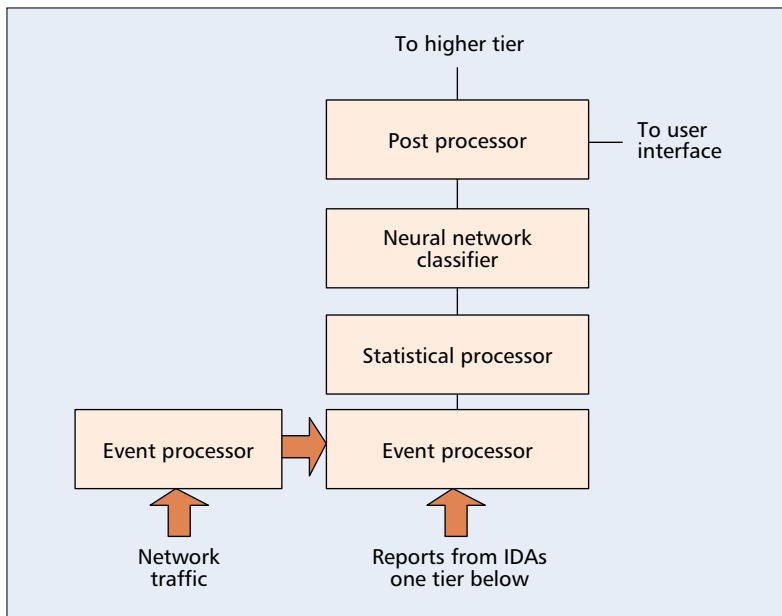 To higher tier
Post processor
To user
interface
Neural network
classifier
Statistical processor
Event processor
Event processor
Network
traffic
Reports from IDAs
one tier below